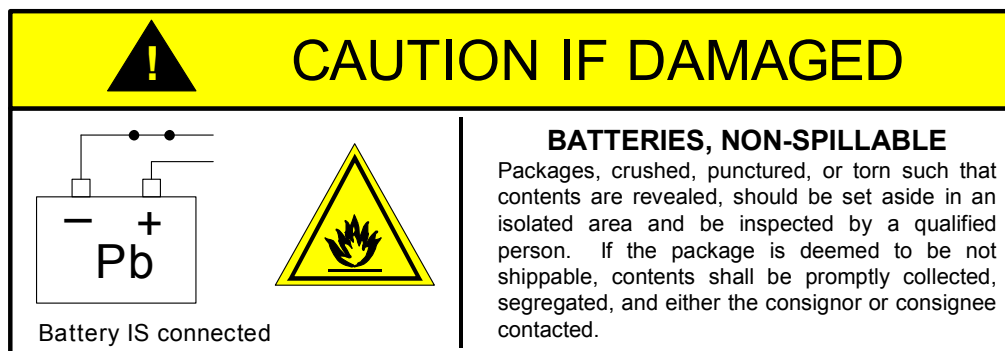 ! CAUTION IF DAMAGED
− +
Pb
Battery IS connected
BATTERIES, NON-SPILLABLE
Packages, crushed, punctured, or torn such that
contents are revealed, should be set aside in an
isolated area and be inspected by a qualified
person. If the package is deemed to be not
shippable, contents shall be promptly collected,
segregated, and either the consignor or consignee
contacted.